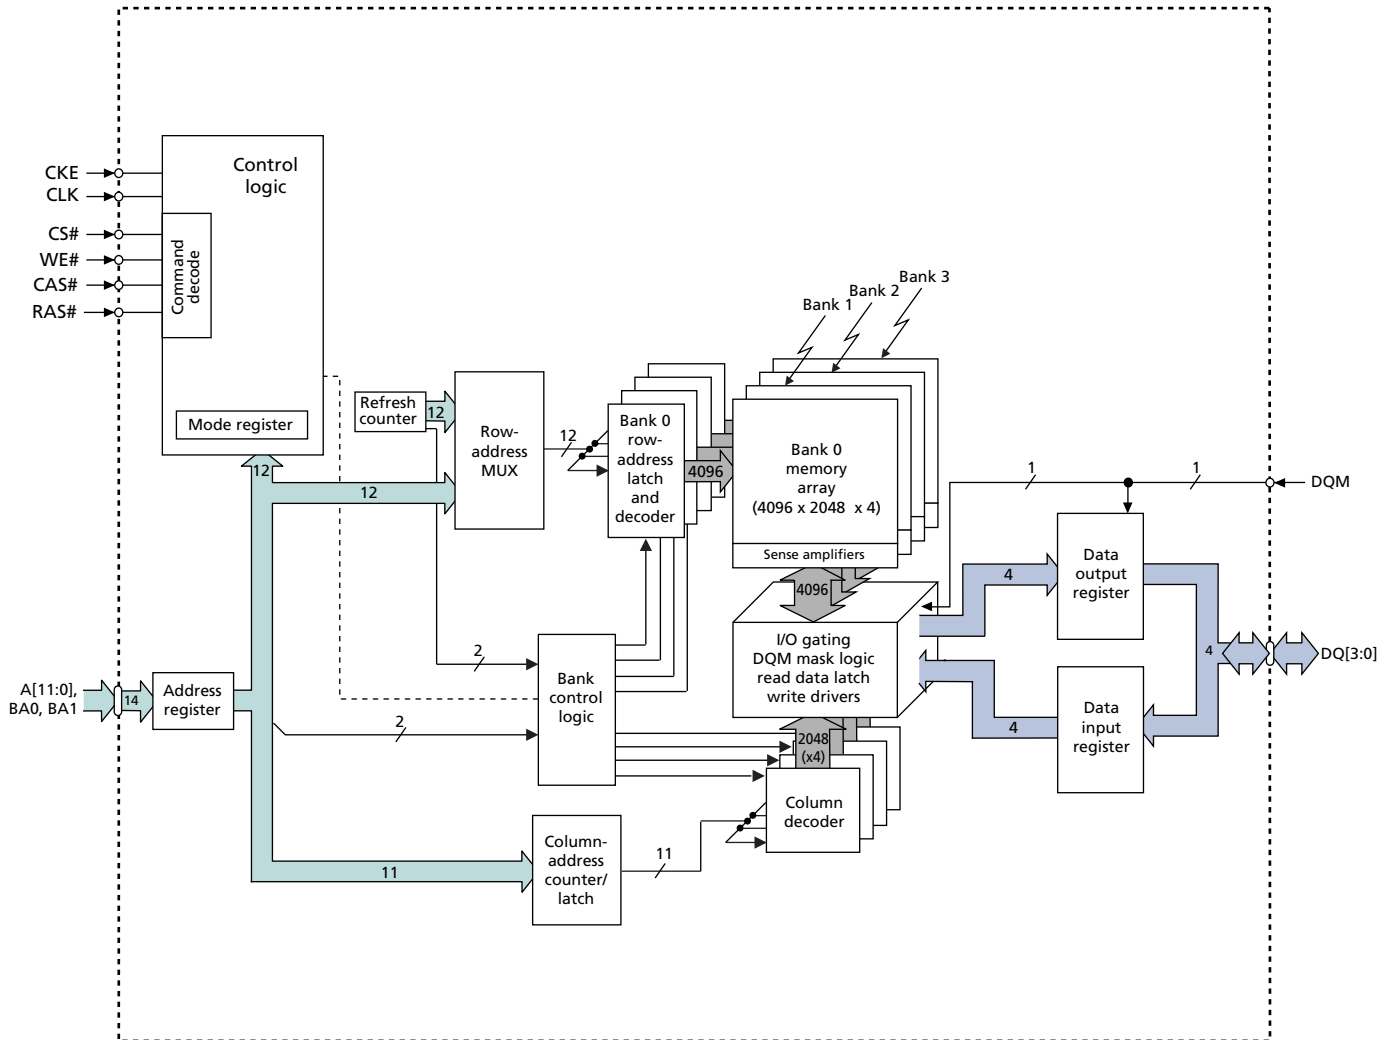 Control
logic
CKE
CLK
CS#
WE#
CAS#
RAS#
Command
decode
Mode register
12
Bank 1
Bank 2
Bank 3
Refresh
counter
12
Row-
address
MUX
12
12
Bank 0
row-
address
latch
and
decoder
4096
Bank 0
memory
array
(4096 x 2048 x 4)
Sense amplifiers
4096
1
1
DQM
Data
output
register
4
I/O gating
DQM mask logic
read data latch
write drivers
4
DQ[3:0]
Data
input
register
4
A[11:0],
BA0, BA1
14
Address
register
2
2
Bank
control
logic
2048
(x4)
Column
decoder
11
Column-
address
counter/
latch
11